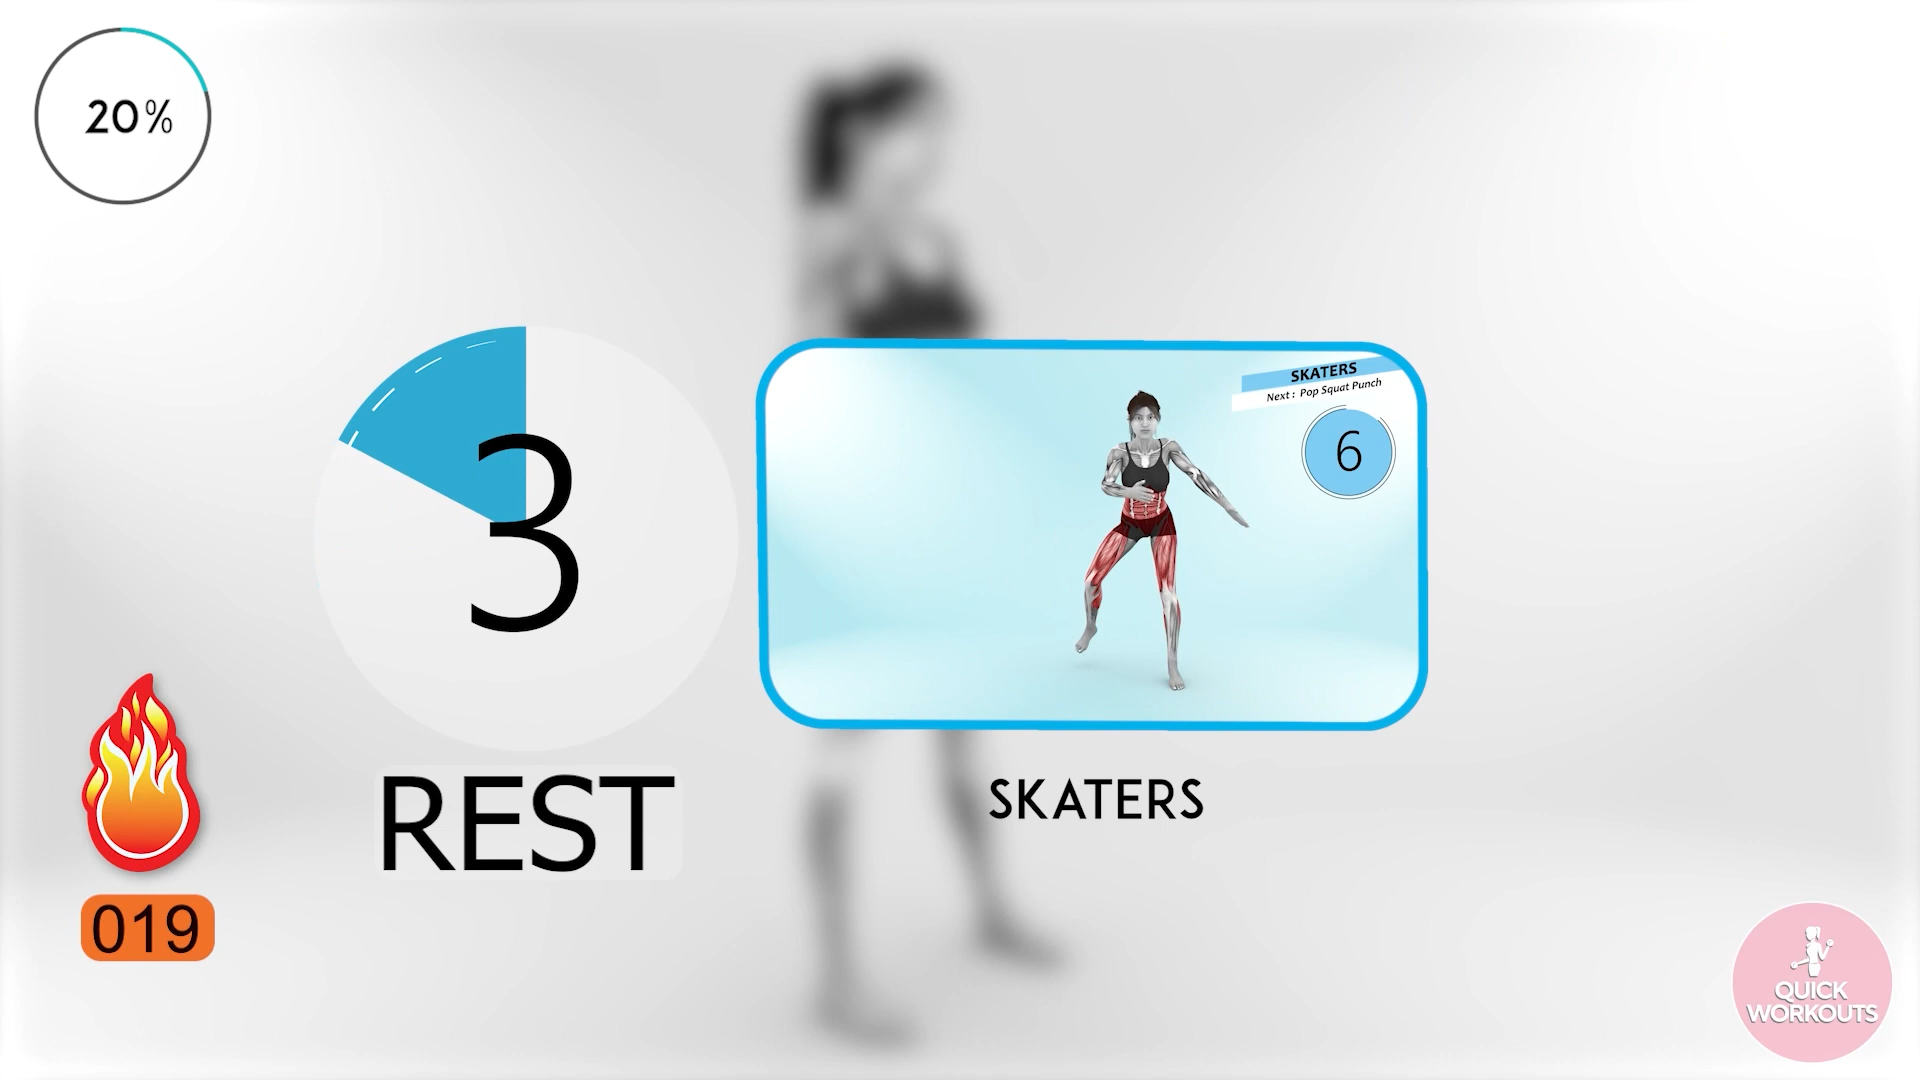 20%
SKATERS
Next : Pop Squat Punch
6
3
REST
SKATERS
019
QUICK
WORKOUTS